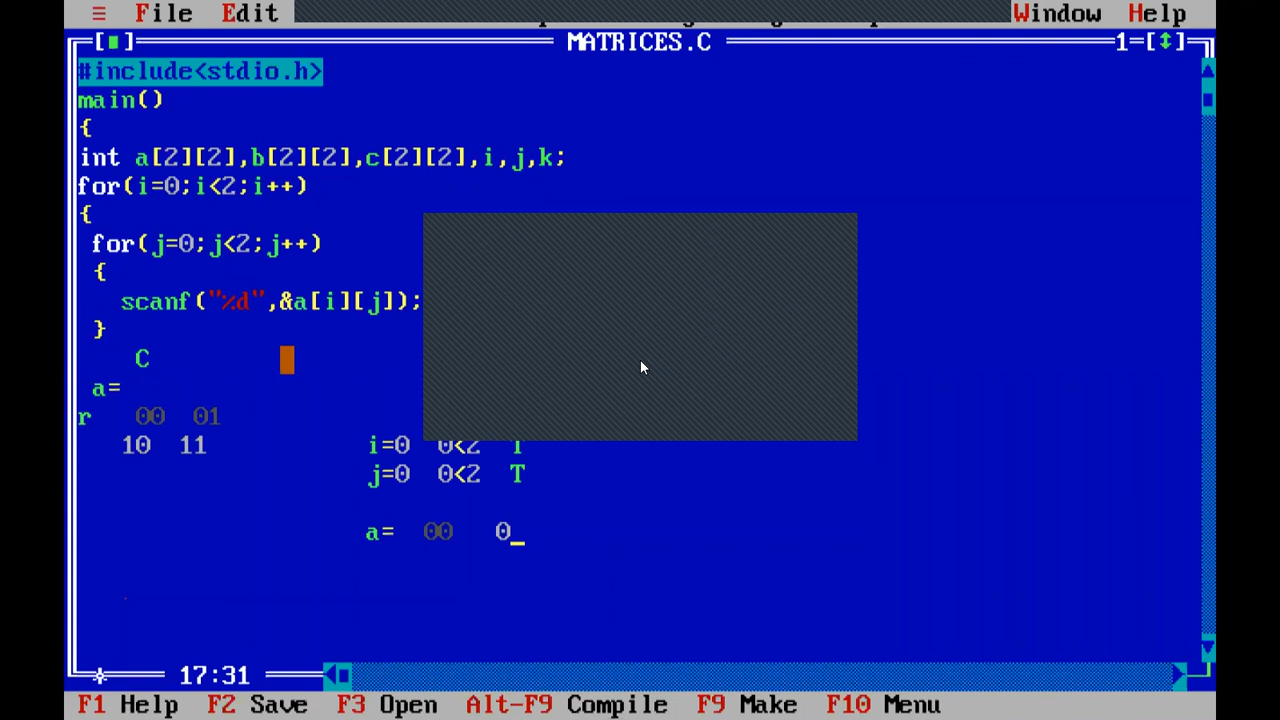 ≡ File Edit Window Help
[■] MATRICES.C 1=[↕]
#include<stdio.h>
main()
{
int a[2][2],b[2][2],c[2][2],i,j,k;
for(i=0;i<2;i++)
{
for(j=0;j<2;j++)
{
scanf("%d",&a[i][j]);
}
C
a=
r 00 01
10 11 i=0 0<2
j=0 0<2 T
a= 00 0_
17:31
F1 Help F2 Save F3 Open Alt-F9 Compile F9 Make F10 Menu